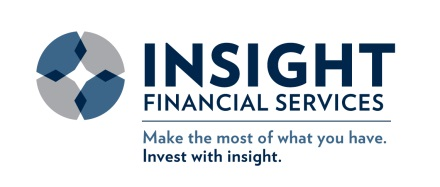 INSIGHT
FINANCIAL SERVICES
Make the most of what you have.
Invest with insight.